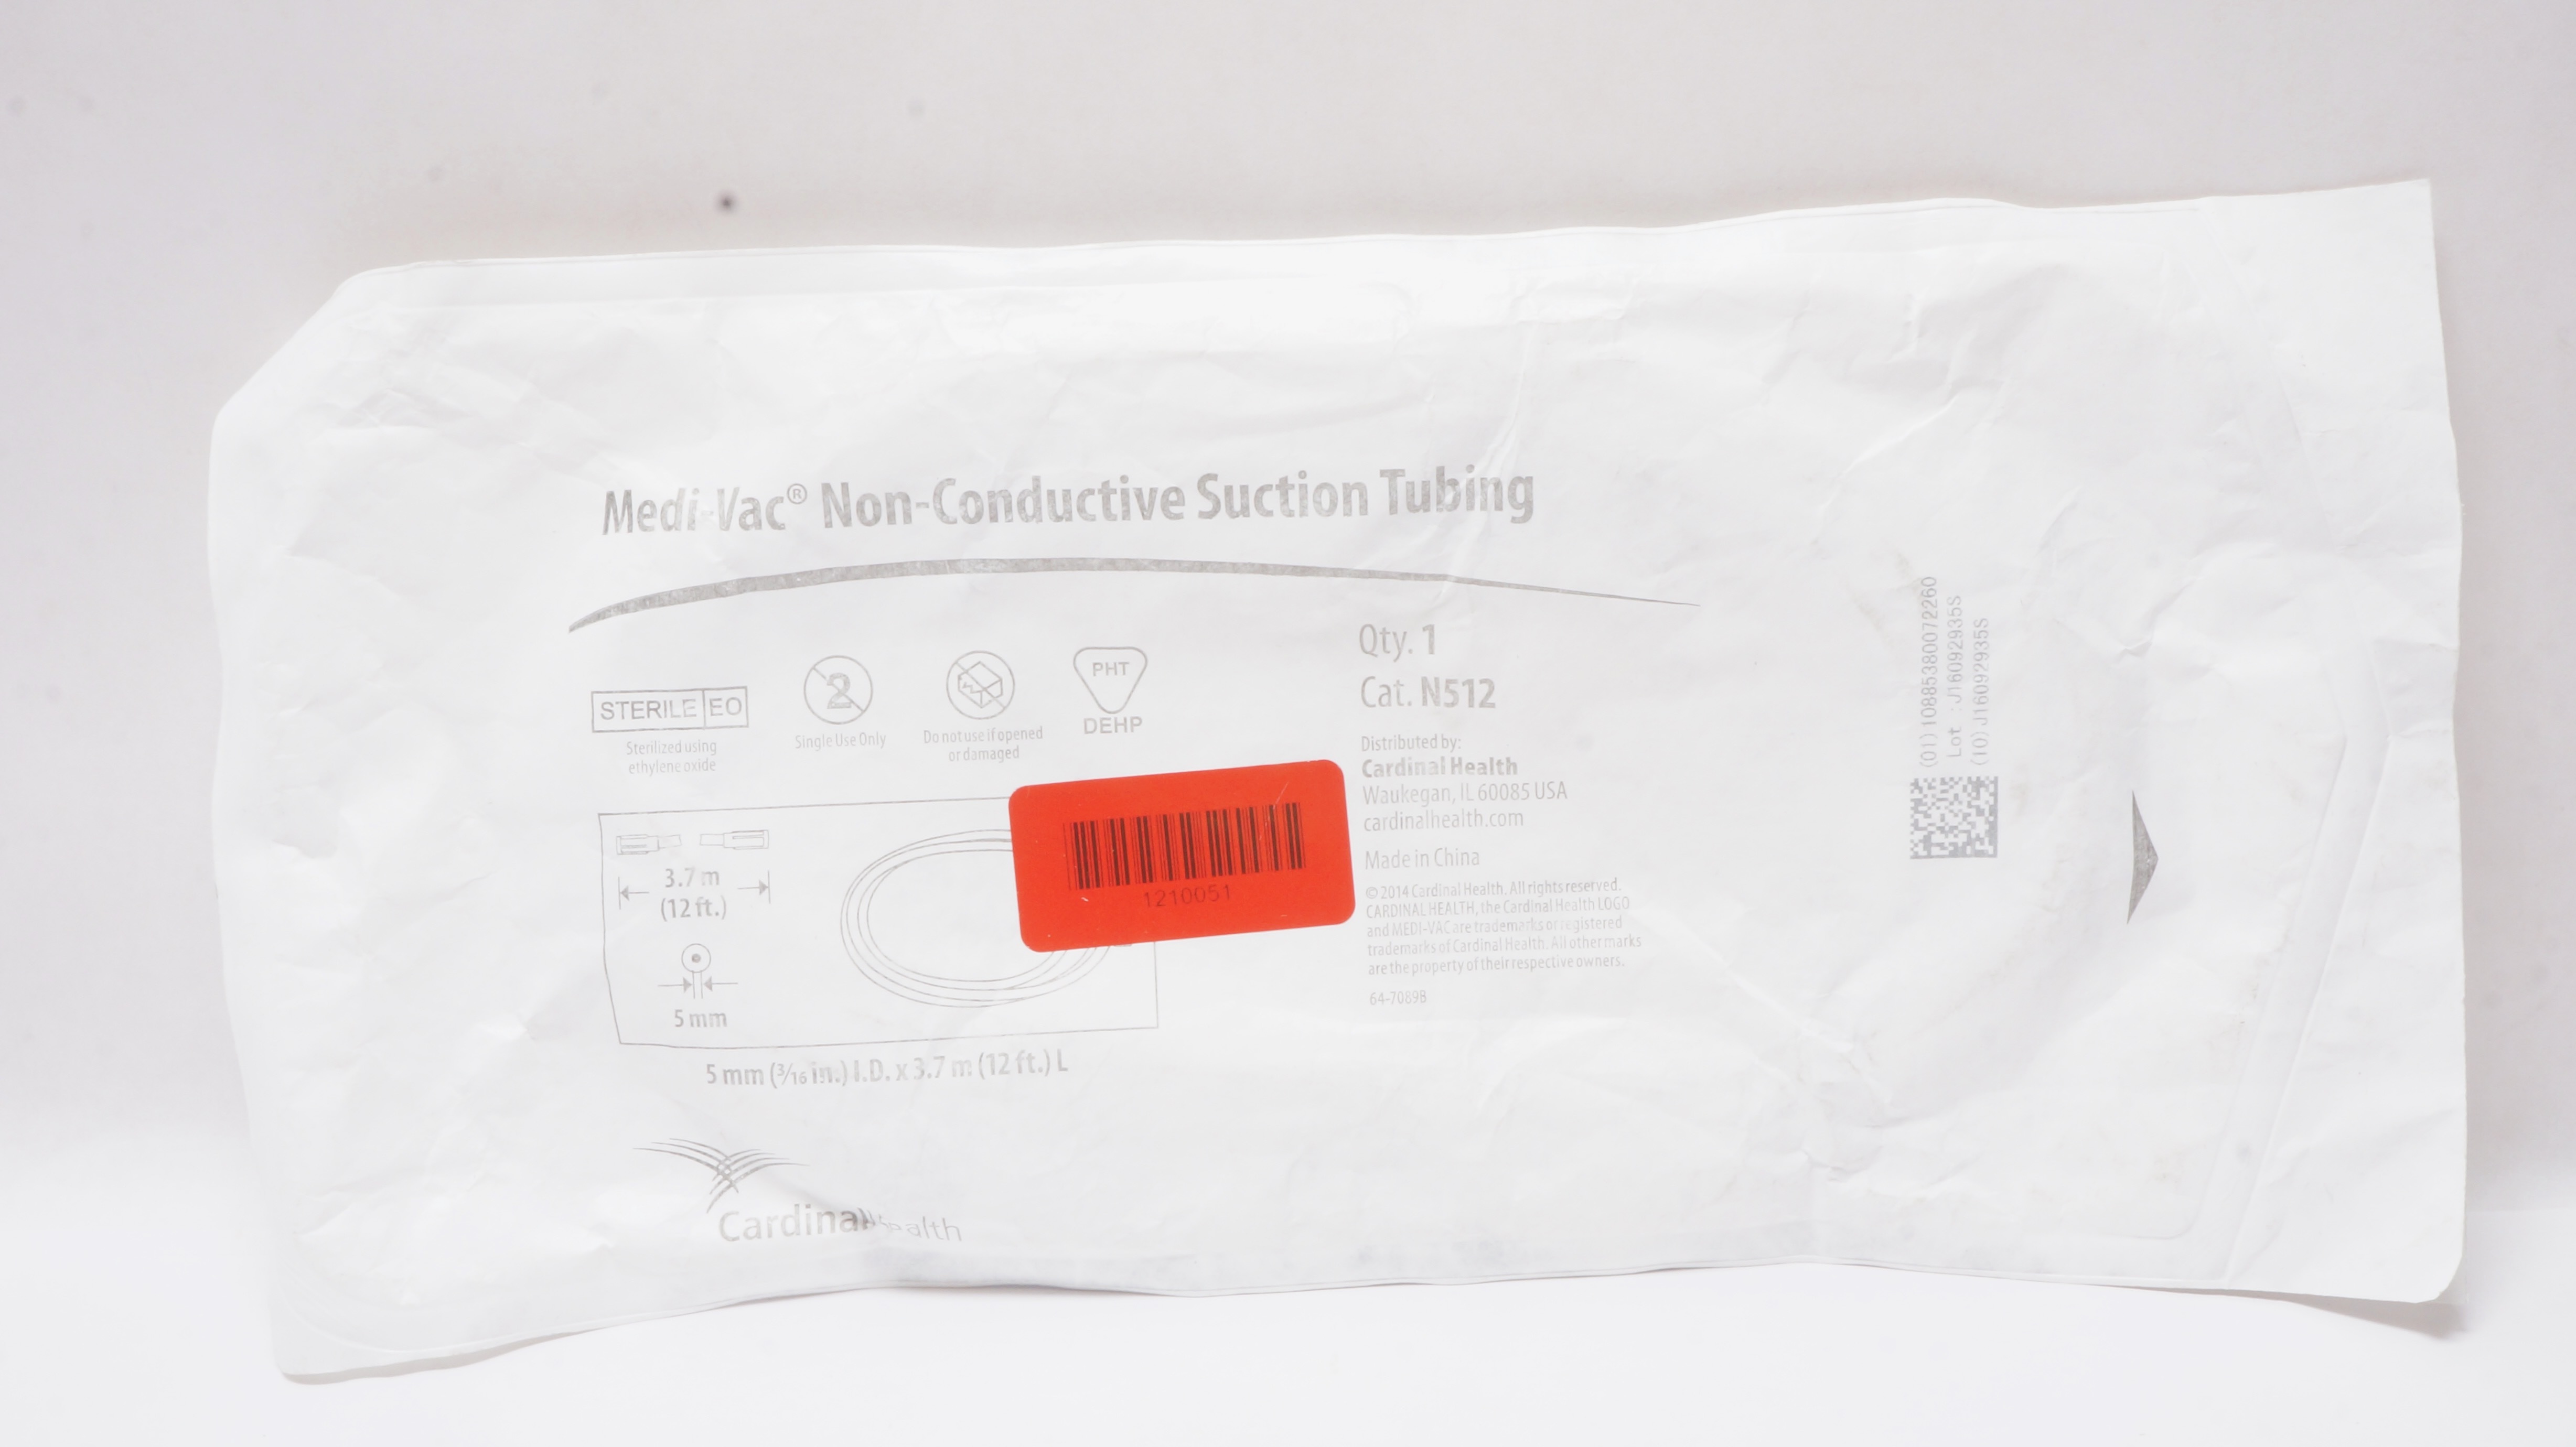 Medi-Vac® Non-Conductive Suction Tubing
STERILE EO
Sterilized using
ethylene oxide
2
Single Use Only
Do not use if opened
or damaged
PHT
DEHP
3.7 m
(12 ft.)
5 mm
5 mm (3/16 in.) I.D. x 3.7 m (12 ft.) L
Cardinal Health
1210051
Qty. 1
Cat. N512
Distributed by:
Cardinal Health
Waukegan, IL 60085 USA
cardinalhealth.com
Made in China
© 2014 Cardinal Health. All rights reserved.
CARDINAL HEALTH, the Cardinal Health LOGO
and MEDI-VAC are trademarks or registered
trademarks of Cardinal Health. All other marks
are the property of their respective owners.
64-7089B
(01)10885380072260
Lot :J16092935S
(10)J16092935S